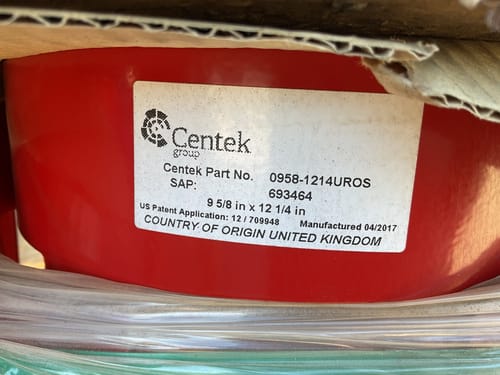 Centek
group
Centek Part No. 0958-1214UROS
SAP: 693464
9 5/8 in x 12 1/4 in
US Patent Application: 12 / 709948 Manufactured 04/2017
COUNTRY OF ORIGIN UNITED KINGDOM